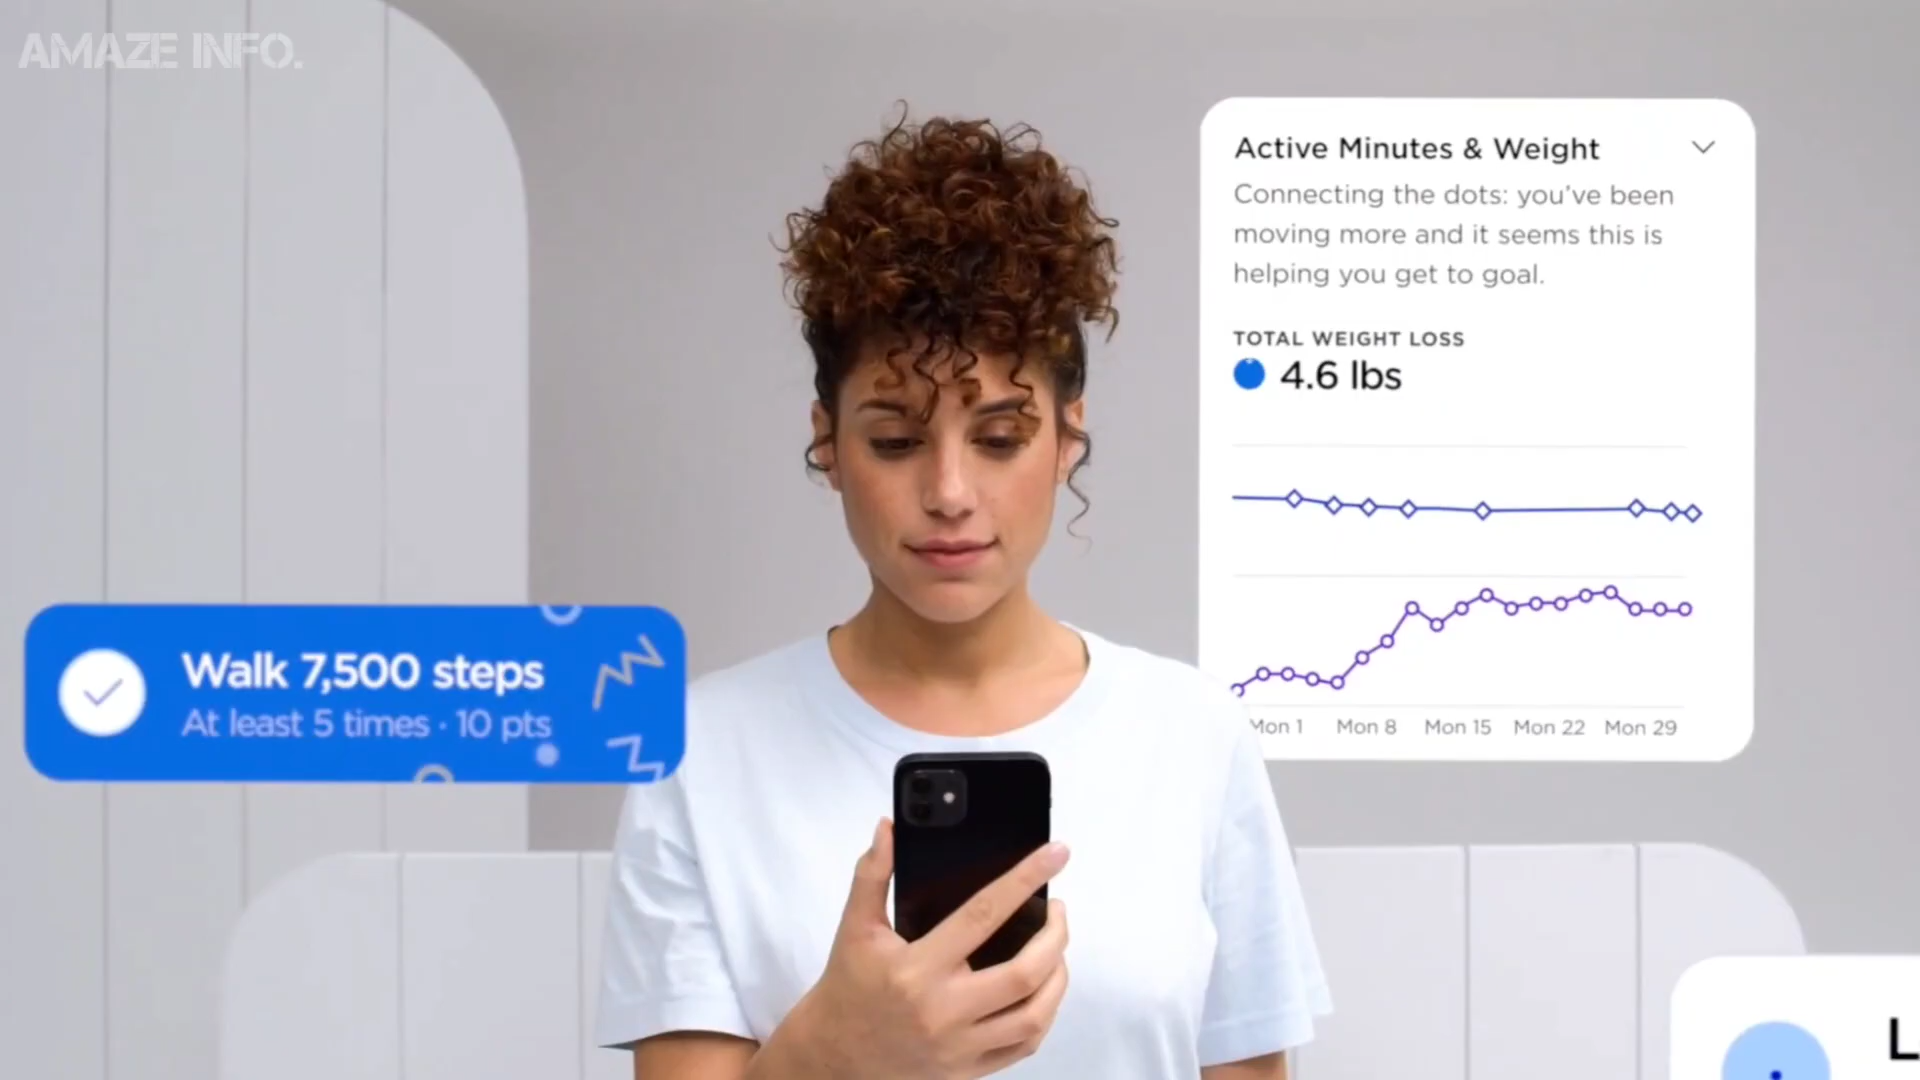 AMAZE INFO.
Active Minutes & Weight
Connecting the dots: you've been
moving more and it seems this is
helping you get to goal.
TOTAL WEIGHT LOSS
4.6 lbs
Mon 1 Mon 8 Mon 15 Mon 22 Mon 29
Walk 7,500 steps
At least 5 times · 10 pts